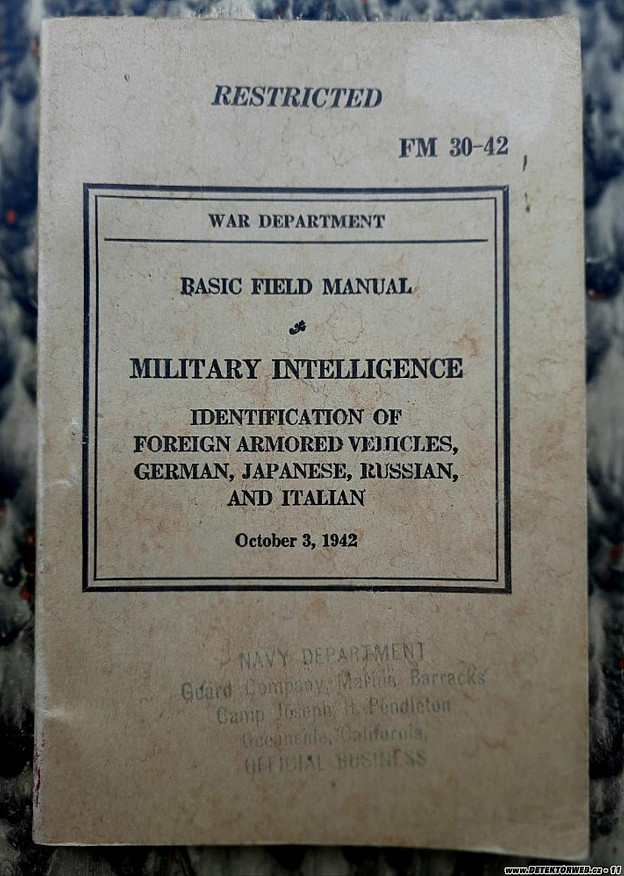 RESTRICTED
FM 30-42
WAR DEPARTMENT
BASIC FIELD MANUAL
MILITARY INTELLIGENCE
IDENTIFICATION OF
FOREIGN ARMORED VEHICLES,
GERMAN, JAPANESE, RUSSIAN,
AND ITALIAN
October 3, 1942
NAVY DEPARTMENT
Guard Company, Marine Barracks
Camp Joseph H. Pendleton
Oceanside, California,
OFFICIAL BUSINESS
www.DETEKTORWEB.cz - 11